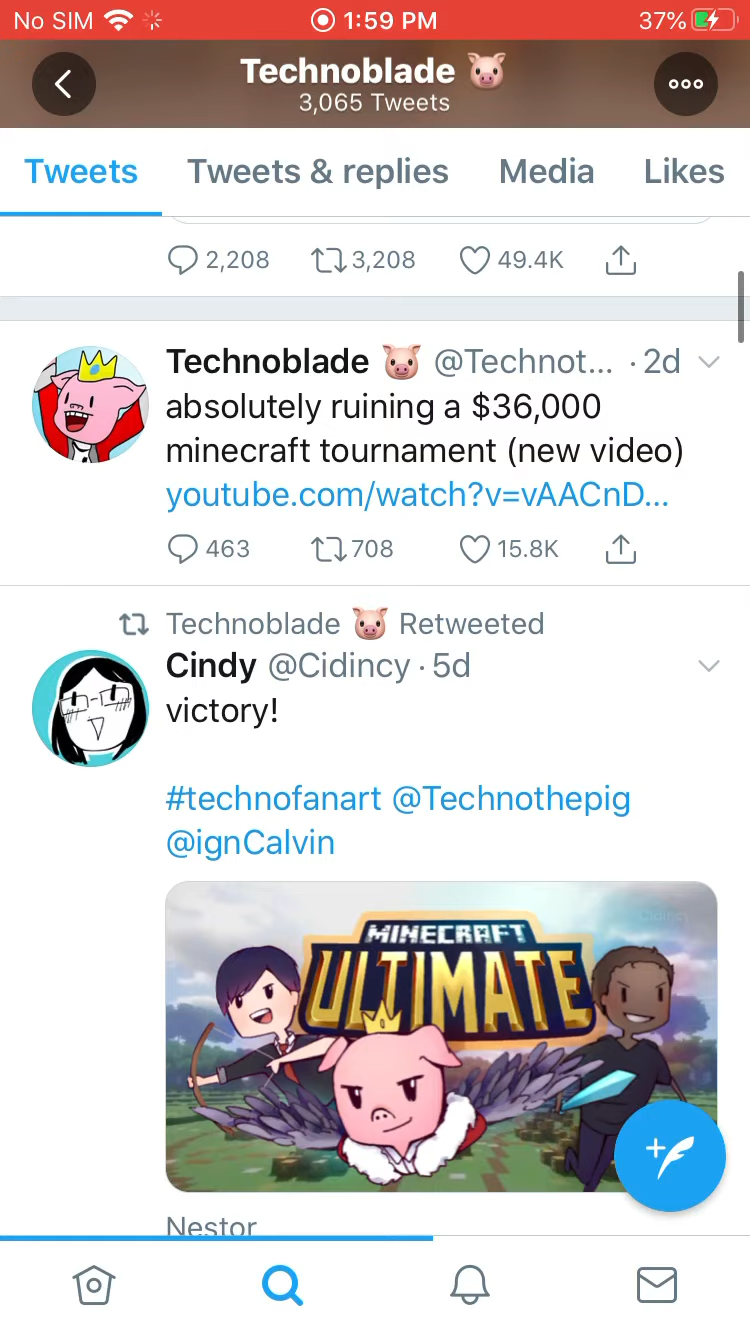 No SIM 1:59 PM 37%
Technoblade 🐷
3,065 Tweets
Tweets Tweets & replies Media Likes
2,208 3,208 49.4K
Technoblade 🐷 @Technot... · 2d
absolutely ruining a $36,000
minecraft tournament (new video)
youtube.com/watch?v=vAACnD...
463 708 15.8K
Technoblade 🐷 Retweeted
Cindy @Cidincy · 5d
victory!
#technofanart @Technothepig
@ignCalvin
Cidincy
MINECRAFT
ULTIMATE
Nestor